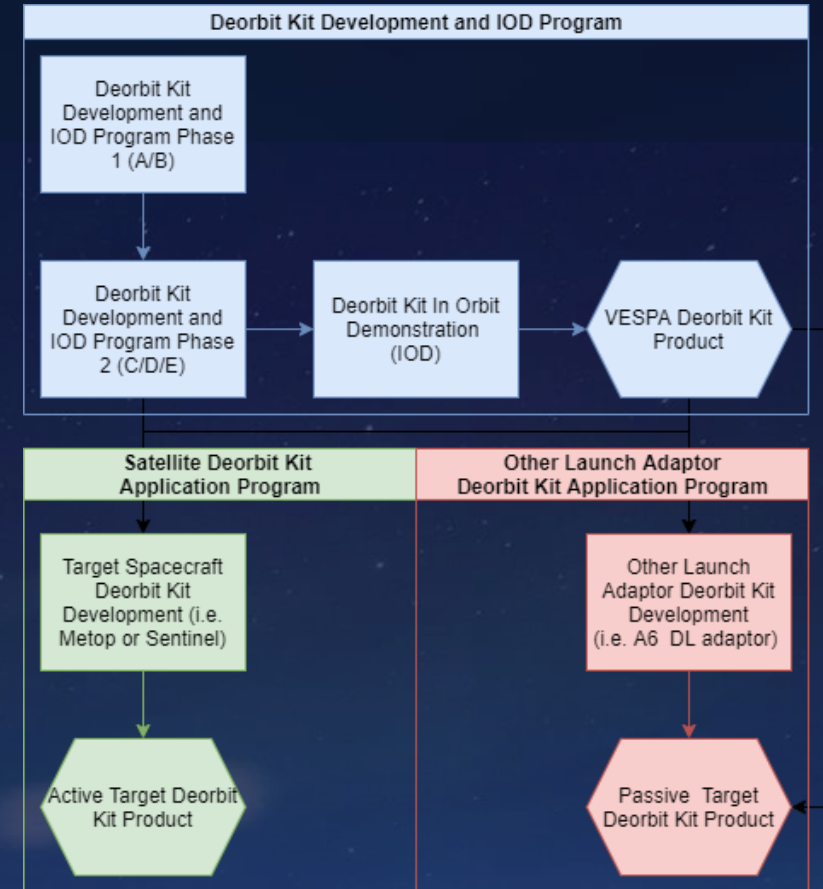 Deorbit Kit Development and IOD Program
Deorbit Kit
Development and
IOD Program Phase
1 (A/B)
Deorbit Kit
Development and
IOD Program Phase
2 (C/D/E)
Deorbit Kit In Orbit
Demonstration
(IOD)
VESPA Deorbit Kit
Product
Satellite Deorbit Kit
Application Program
Other Launch Adaptor
Deorbit Kit Application Program
Target Spacecraft
Deorbit Kit
Development (i.e.
Metop or Sentinel)
Other Launch
Adaptor Deorbit Kit
Development
(i.e. A6 DL adaptor)
Active Target Deorbit
Kit Product
Passive Target
Deorbit Kit Product